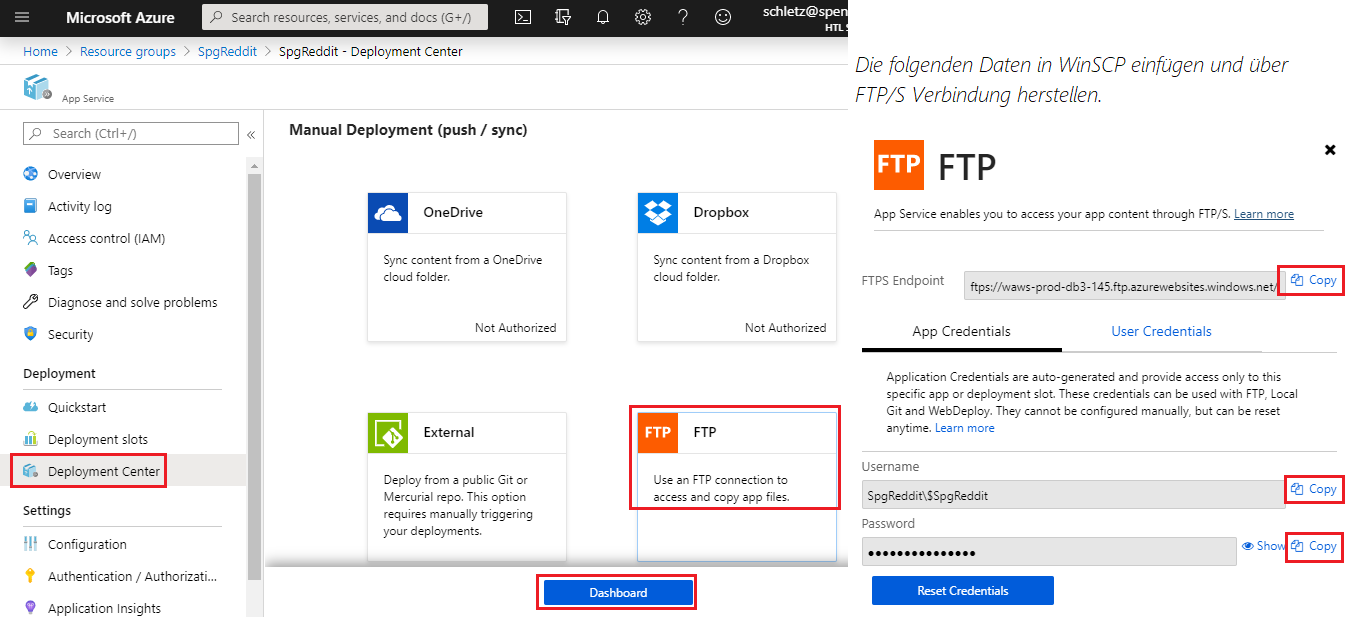 Microsoft Azure
Search resources, services, and docs (G+/)
schletz@spen
HTL S
Home > Resource groups > SpgReddit > SpgReddit - Deployment Center
App Service
Search (Ctrl+/)
«
Overview
Activity log
Access control (IAM)
Tags
Diagnose and solve problems
Security
Deployment
Quickstart
Deployment slots
Deployment Center
Settings
Configuration
Authentication / Authorizati...
Application Insights
Manual Deployment (push / sync)
OneDrive
Sync content from a OneDrive
cloud folder.
Not Authorized
Dropbox
Sync content from a Dropbox
cloud folder.
Not Authorized
External
Deploy from a public Git or
Mercurial repo. This option
requires manually triggering
your deployments.
FTP
FTP
Use an FTP connection to
access and copy app files.
Dashboard
Die folgenden Daten in WinSCP einfügen und über
FTP/S Verbindung herstellen.
FTP FTP
App Service enables you to access your app content through FTP/S. Learn more
FTPS Endpoint
ftps://waws-prod-db3-145.ftp.azurewebsites.windows.net/
Copy
App Credentials
User Credentials
Application Credentials are auto-generated and provide access only to this
specific app or deployment slot. These credentials can be used with FTP, Local
Git and WebDeploy. They cannot be configured manually, but can be reset
anytime. Learn more
Username
SpgReddit\$SpgReddit
Copy
Password
•••••••••••••••
Show
Copy
Reset Credentials